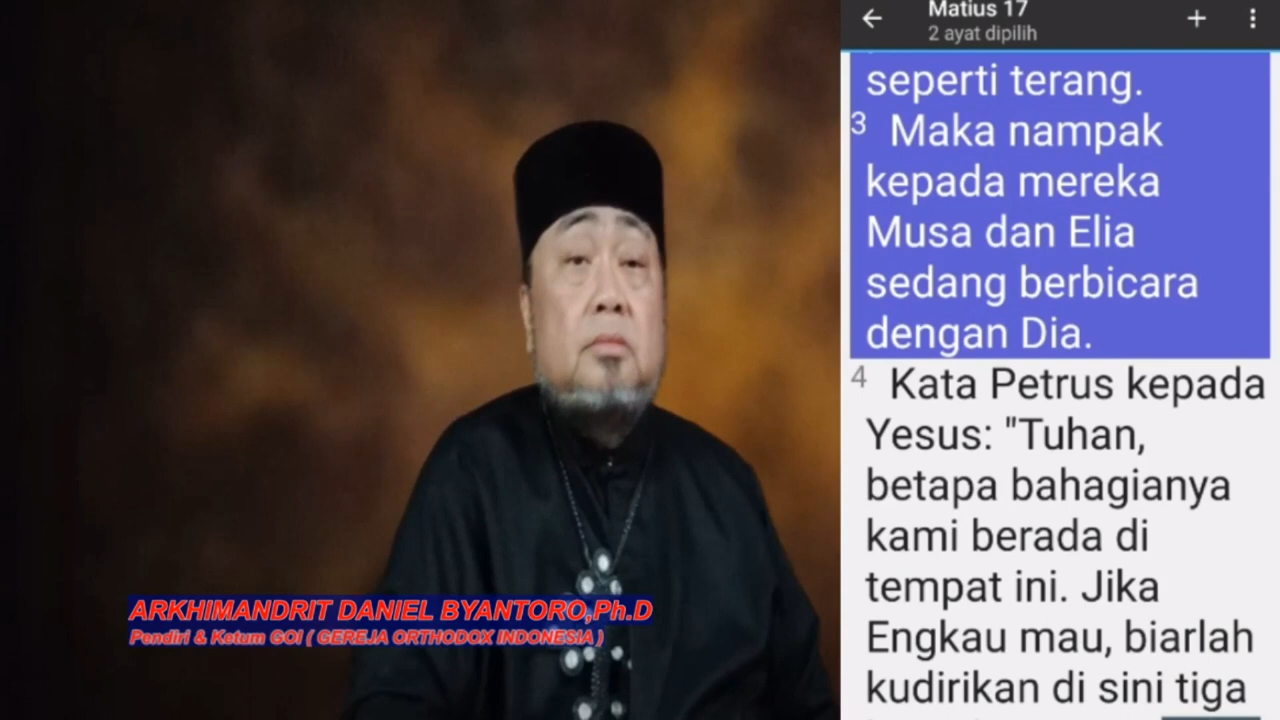 ARKHIMANDRIT DANIEL BYANTORO,Ph.D
Pendiri & Ketum GOI ( GEREJA ORTHODOX INDONESIA )
Matius 17
2 ayat dipilih
seperti terang.
3 Maka nampak
kepada mereka
Musa dan Elia
sedang berbicara
dengan Dia.
4 Kata Petrus kepada
Yesus: "Tuhan,
betapa bahagianya
kami berada di
tempat ini. Jika
Engkau mau, biarlah
kudirikan di sini tiga